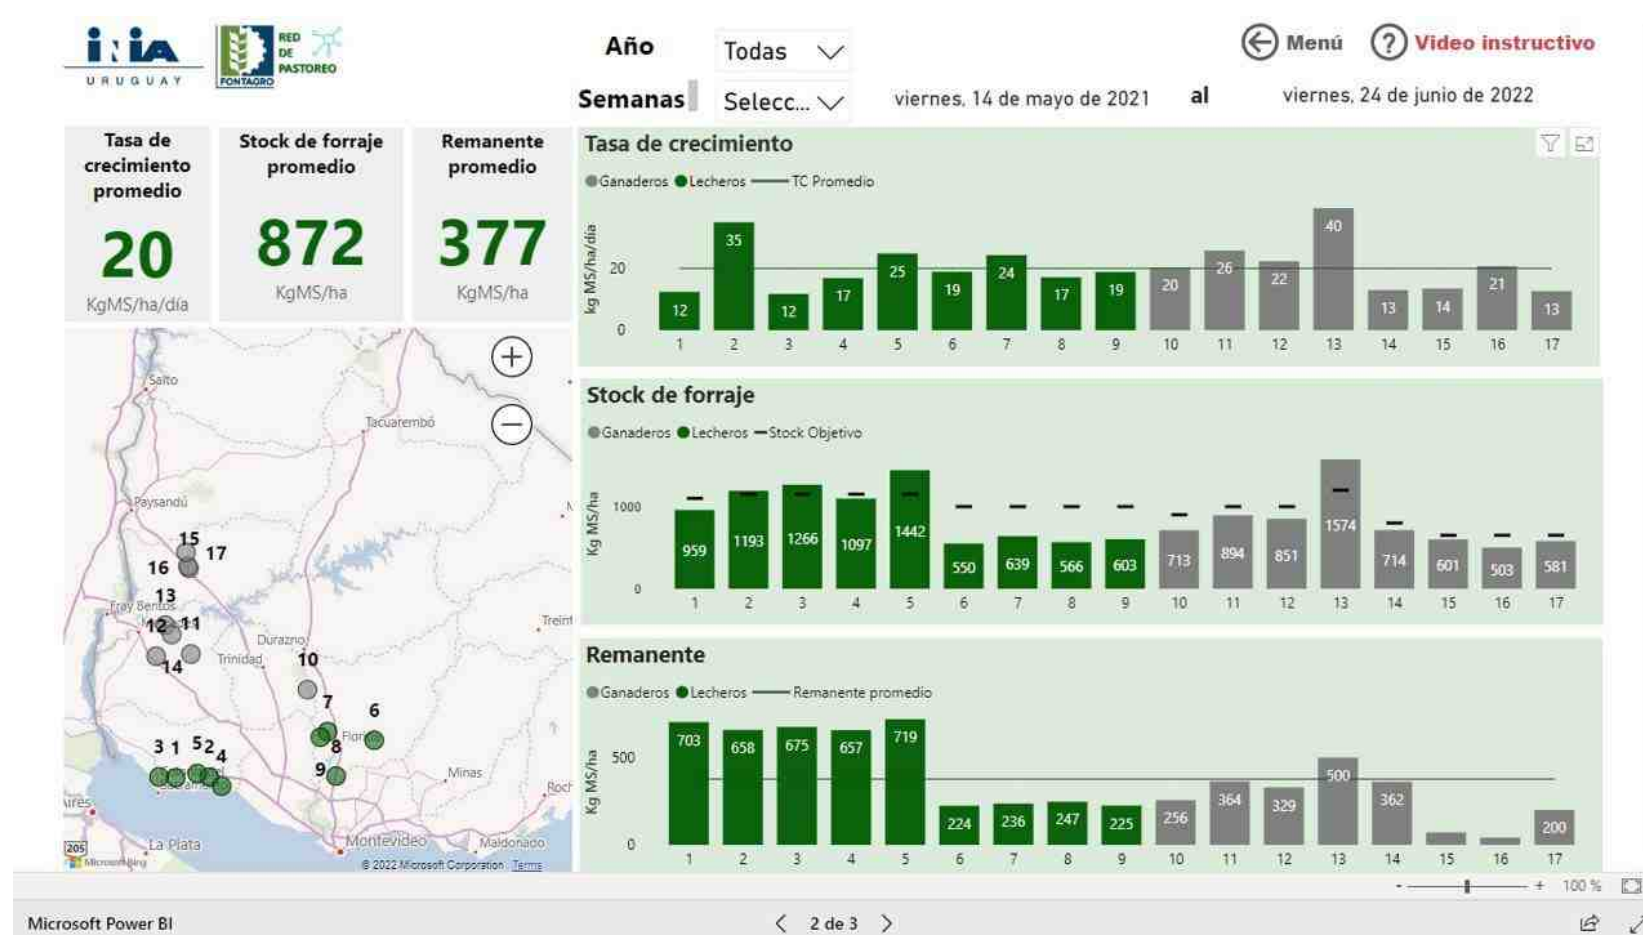 inia
URUGUAY
FONTAGRO
RED
DE
PASTOREO
Año
Todas
Menú
Video instructivo
Semanas
Selecc...
viernes, 14 de mayo de 2021
al
viernes, 24 de junio de 2022
Tasa de
crecimiento
promedio
20
KgMS/ha/día
Stock de forraje
promedio
872
KgMS/ha
Remanente
promedio
377
KgMS/ha
Tasa de crecimiento
Ganaderos Lecheros TC Promedio
kg MS/ha/día
20
0
12 35 12 17 25 19 24 17 19 20 26 22 40 13 14 21 13
1 2 3 4 5 6 7 8 9 10 11 12 13 14 15 16 17
Stock de forraje
Ganaderos Lecheros Stock Objetivo
Kg MS/ha
1000
0
959 1193 1266 1097 1442 550 639 566 603 713 894 851 1574 714 601 503 581
1 2 3 4 5 6 7 8 9 10 11 12 13 14 15 16 17
Remanente
Ganaderos Lecheros Remanente promedio
Kg MS/ha
500
0
703 658 675 657 719 224 236 247 225 256 364 329 500 362 200
1 2 3 4 5 6 7 8 9 10 11 12 13 14 15 16 17
Salto
Tacuarembó
Paysandú
15
17
16
13
Fray Bentos
12 11
Treint
Durazno
14
Trinidad
10
7
6
8
3 1 5 2 4
9
Minas
Roch
Montevideo
Maldonado
La Plata
205
Microsoft Bing
© 2022 Microsoft Corporation Terms
- + 100 %
Microsoft Power BI
2 de 3